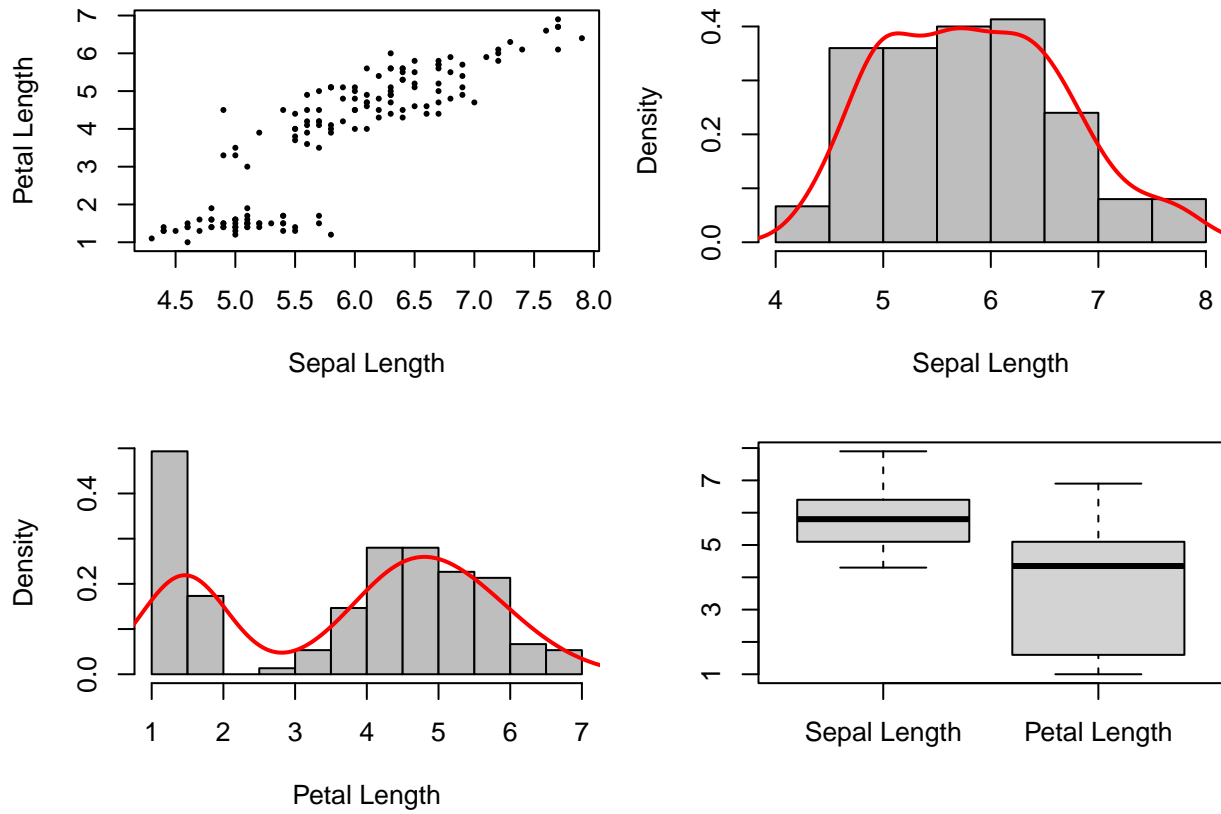 7
6
5
4
3
2
1
Petal Length
4.5 5.0 5.5 6.0 6.5 7.0 7.5 8.0
Sepal Length
0.4
0.2
0.0
Density
4 5 6 7 8
Sepal Length
0.4
0.2
0.0
Density
1 2 3 4 5 6 7
Petal Length
7
5
3
1
Sepal Length Petal Length